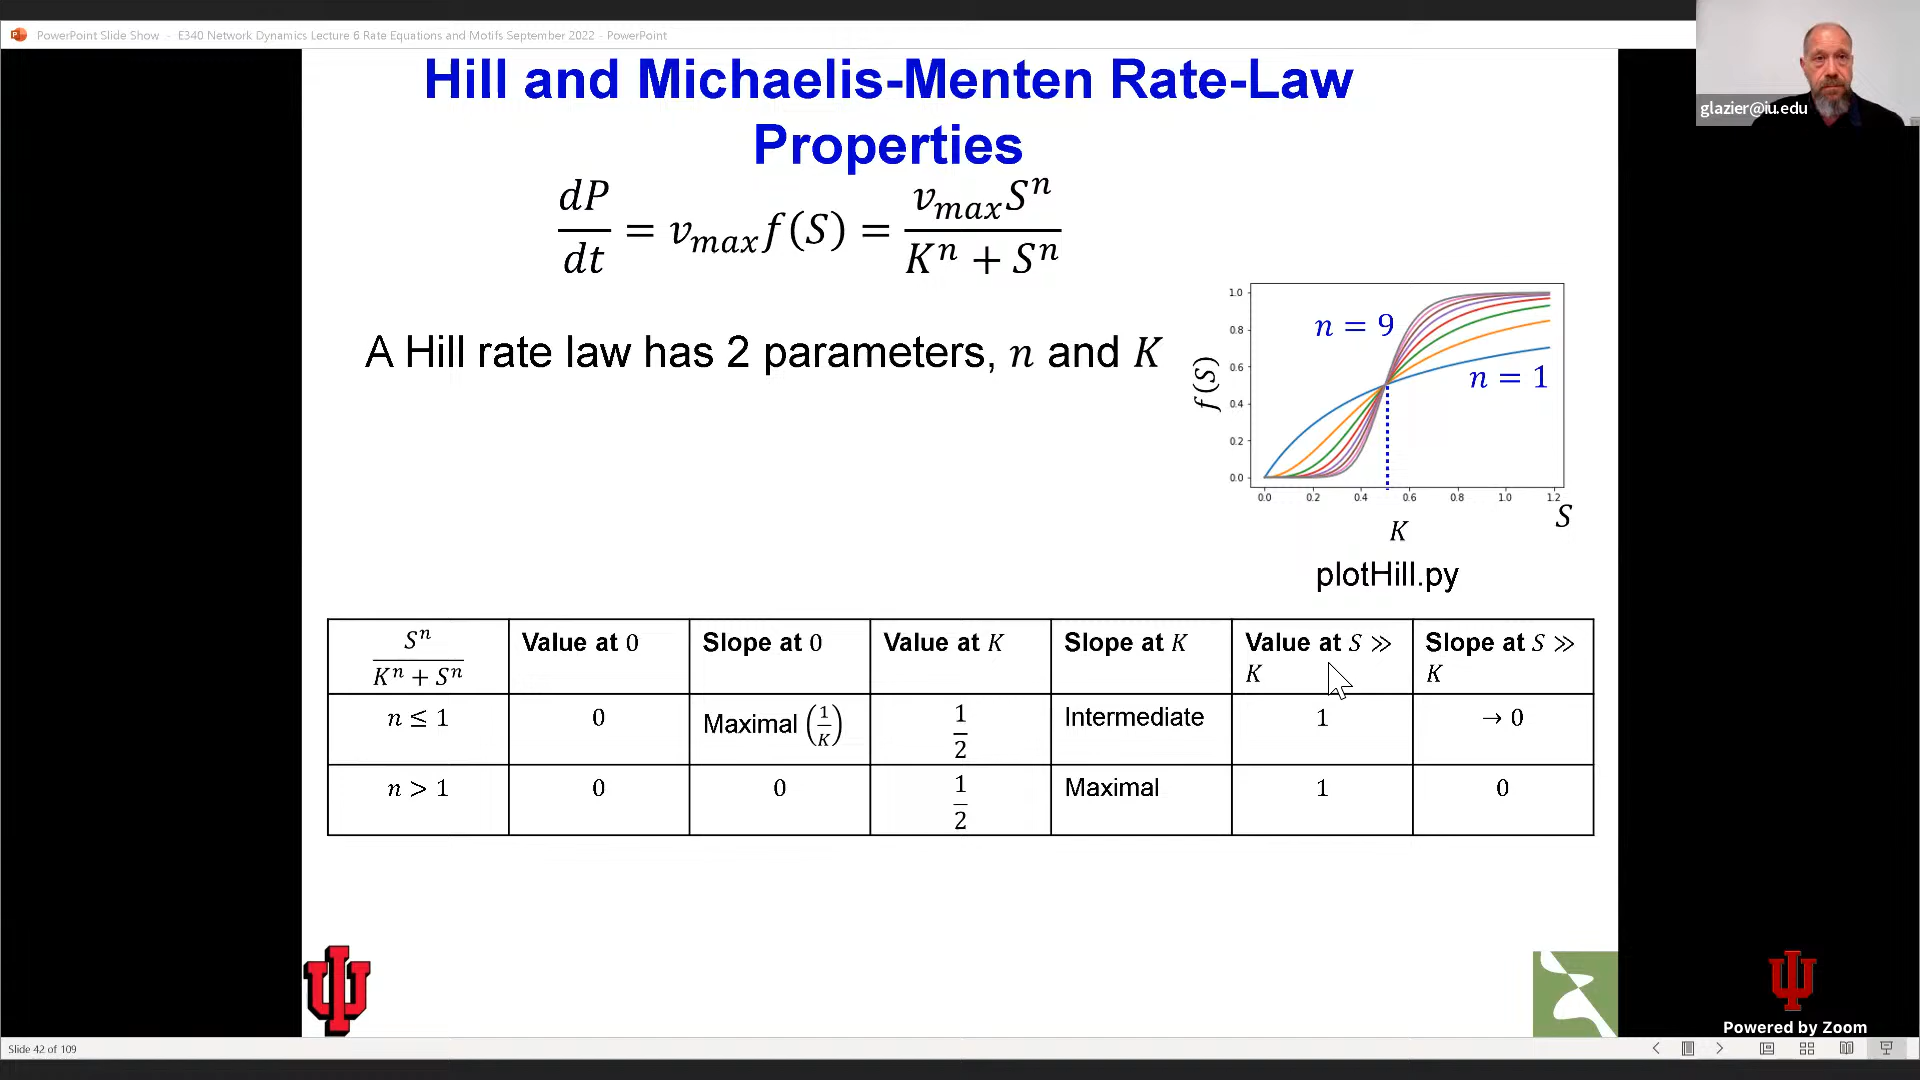 PowerPoint Slide Show - E340 Network Dynamics Lecture 6 Rate Equations and Motifs September 2022 - PowerPoint
glazier@iu.edu
Hill and Michaelis-Menten Rate-Law
Properties
dP/dt = v_max f(S) = v_max S^n / (K^n + S^n)
A Hill rate law has 2 parameters, n and K
1.0
0.8
0.6
0.4
0.2
0.0
f(S)
n = 9
n = 1
0.0 0.2 0.4 0.6 0.8 1.0 1.2
S
K
plotHill.py
S^n / (K^n + S^n) Value at 0 Slope at 0 Value at K Slope at K Value at S ≫ K Slope at S ≫ K
n ≤ 1 0 Maximal (1/K) 1/2 Intermediate 1 → 0
n > 1 0 0 1/2 Maximal 1 0
Powered by Zoom
Slide 42 of 109